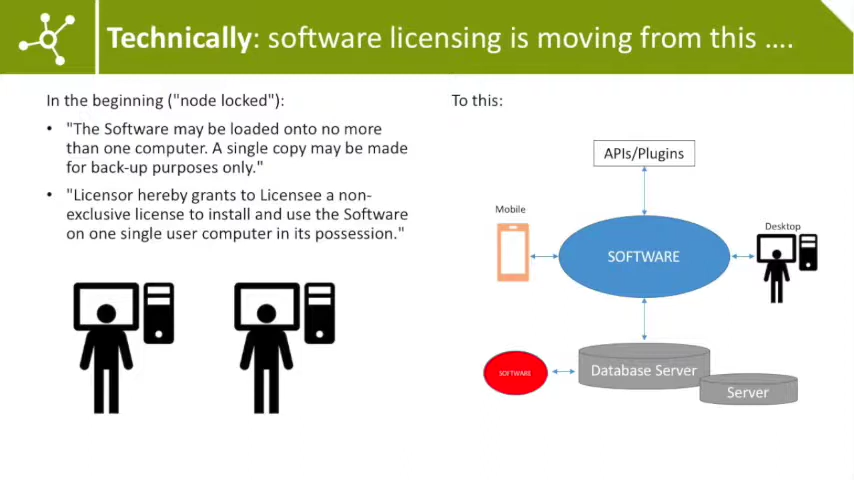 Technically: software licensing is moving from this ....
In the beginning ("node locked"):
• "The Software may be loaded onto no more
than one computer. A single copy may be made
for back-up purposes only."
• "Licensor hereby grants to Licensee a non-
exclusive license to install and use the Software
on one single user computer in its possession."
To this:
APIs/Plugins
Mobile
Desktop
SOFTWARE
SOFTWARE
Database Server
Server